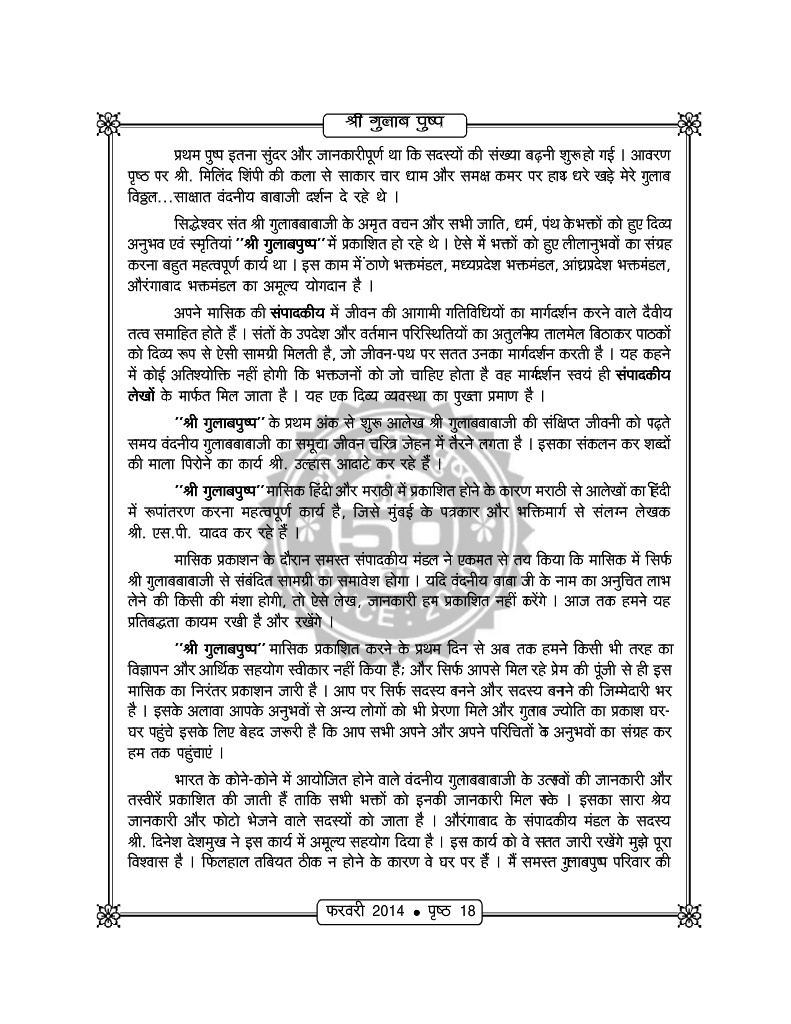 श्री गुलाब पुष्प
प्रथम पुष्प इतना सुंदर और जानकारीपूर्ण था कि सदस्यों की संख्या बढ़नी शुरू हो गई । आवरण
पृष्ठ पर श्री. मिलिंद शिंपी की कला से साकार चार धाम और समक्ष कमर पर हाथ धरे खड़े मेरे गुलाब
विठ्ठल...साक्षात वंदनीय बाबाजी दर्शन दे रहे थे ।
सिद्धेश्वर संत श्री गुलाबबाबाजी के अमृत वचन और सभी जाति, धर्म, पंथ के भक्तों को हुए दिव्य
अनुभव एवं स्मृतियां ''श्री गुलाबपुष्प'' में प्रकाशित हो रहे थे । ऐसे में भक्तों को हुए लीलानुभवों का संग्रह
करना बहुत महत्वपूर्ण कार्य था । इस काम में ठाणे भक्तमंडल, मध्यप्रदेश भक्तमंडल, आंध्रप्रदेश भक्तमंडल,
औरंगाबाद भक्तमंडल का अमूल्य योगदान है ।
अपने मासिक की संपादकीय में जीवन की आगामी गतिविधियों का मार्गदर्शन करने वाले दैवीय
तत्व समाहित होते हैं । संतों के उपदेश और वर्तमान परिस्थितियों का अतुलनीय तालमेल बिठाकर पाठकों
को दिव्य रूप से ऐसी सामग्री मिलती है, जो जीवन-पथ पर सतत उनका मार्गदर्शन करती है । यह कहने
में कोई अतिश्योक्ति नहीं होगी कि भक्तजनों को जो चाहिए होता है वह मार्गदर्शन स्वयं ही संपादकीय
लेखों के मार्फत मिल जाता है । यह एक दिव्य व्यवस्था का पुख्ता प्रमाण है ।
''श्री गुलाबपुष्प'' के प्रथम अंक से शुरू आलेख श्री गुलाबबाबाजी की संक्षिप्त जीवनी को पढ़ते
समय वंदनीय गुलाबबाबाजी का समूचा जीवन चरित्र जेहन में तैरने लगता है । इसका संकलन कर शब्दों
की माला पिरोने का कार्य श्री. उल्हास आदाटे कर रहे हैं ।
''श्री गुलाबपुष्प'' मासिक हिंदी और मराठी में प्रकाशित होने के कारण मराठी से आलेखों का हिंदी
में रूपांतरण करना महत्वपूर्ण कार्य है, जिसे मुंबई के पत्रकार और भक्तिमार्ग से संलग्न लेखक
श्री. एस.पी. यादव कर रहे हैं ।
मासिक प्रकाशन के दौरान समस्त संपादकीय मंडल ने एकमत से तय किया कि मासिक में सिर्फ
श्री गुलाबबाबाजी से संबंदित सामग्री का समावेश होगा । यदि वंदनीय बाबा जी के नाम का अनुचित लाभ
लेने की किसी की मंशा होगी, तो ऐसे लेख, जानकारी हम प्रकाशित नहीं करेंगे । आज तक हमने यह
प्रतिबद्धता कायम रखी है और रखेंगे ।
''श्री गुलाबपुष्प'' मासिक प्रकाशित करने के प्रथम दिन से अब तक हमने किसी भी तरह का
विज्ञापन और आर्थिक सहयोग स्वीकार नहीं किया है; और सिर्फ आपसे मिल रहे प्रेम की पूंजी से ही इस
मासिक का निरंतर प्रकाशन जारी है । आप पर सिर्फ सदस्य बनने और सदस्य बनाने की जिम्मेदारी भर
है । इसके अलावा आपके अनुभवों से अन्य लोगों को भी प्रेरणा मिले और गुलाब ज्योति का प्रकाश घर-
घर पहुंचे इसके लिए बेहद जरूरी है कि आप सभी अपने और अपने परिचितों के अनुभवों का संग्रह कर
हम तक पहुंचाएं ।
भारत के कोने-कोने में आयोजित होने वाले वंदनीय गुलाबबाबाजी के उत्सवों की जानकारी और
तस्वीरें प्रकाशित की जाती हैं ताकि सभी भक्तों को इनकी जानकारी मिल सके । इसका सारा श्रेय
जानकारी और फोटो भेजने वाले सदस्यों को जाता है । औरंगाबाद के संपादकीय मंडल के सदस्य
श्री. दिनेश देशमुख ने इस कार्य में अमूल्य सहयोग दिया है । इस कार्य को वे सतत जारी रखेंगे मुझे पूरा
विश्वास है । फिलहाल तबियत ठीक न होने के कारण वे घर पर हैं । मैं समस्त गुलाबपुष्प परिवार की
फरवरी 2014 ● पृष्ठ 18